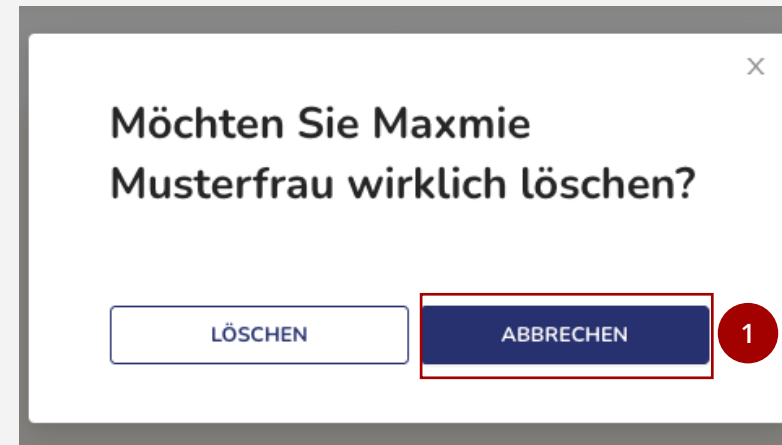 X
Möchten Sie Maxmie
Musterfrau wirklich löschen?
LÖSCHEN
ABBRECHEN
1